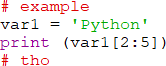 # example
var1 = 'Python'
print (var1[2:5])
# tho